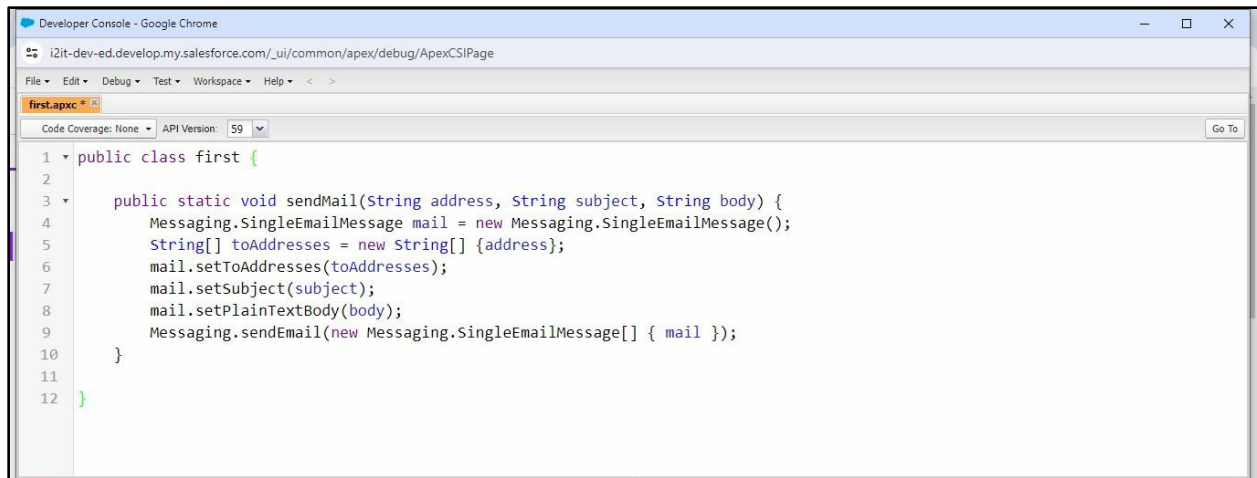 Developer Console - Google Chrome
i2it-dev-ed.develop.my.salesforce.com/_ui/common/apex/debug/ApexCSIPage
File Edit Debug Test Workspace Help < >
first.apxc *
Code Coverage: None API Version: 59 Go To
1 public class first {
2
3     public static void sendMail(String address, String subject, String body) {
4         Messaging.SingleEmailMessage mail = new Messaging.SingleEmailMessage();
5         String[] toAddresses = new String[] {address};
6         mail.setToAddresses(toAddresses);
7         mail.setSubject(subject);
8         mail.setPlainTextBody(body);
9         Messaging.sendEmail(new Messaging.SingleEmailMessage[] { mail });
10     }
11
12 }